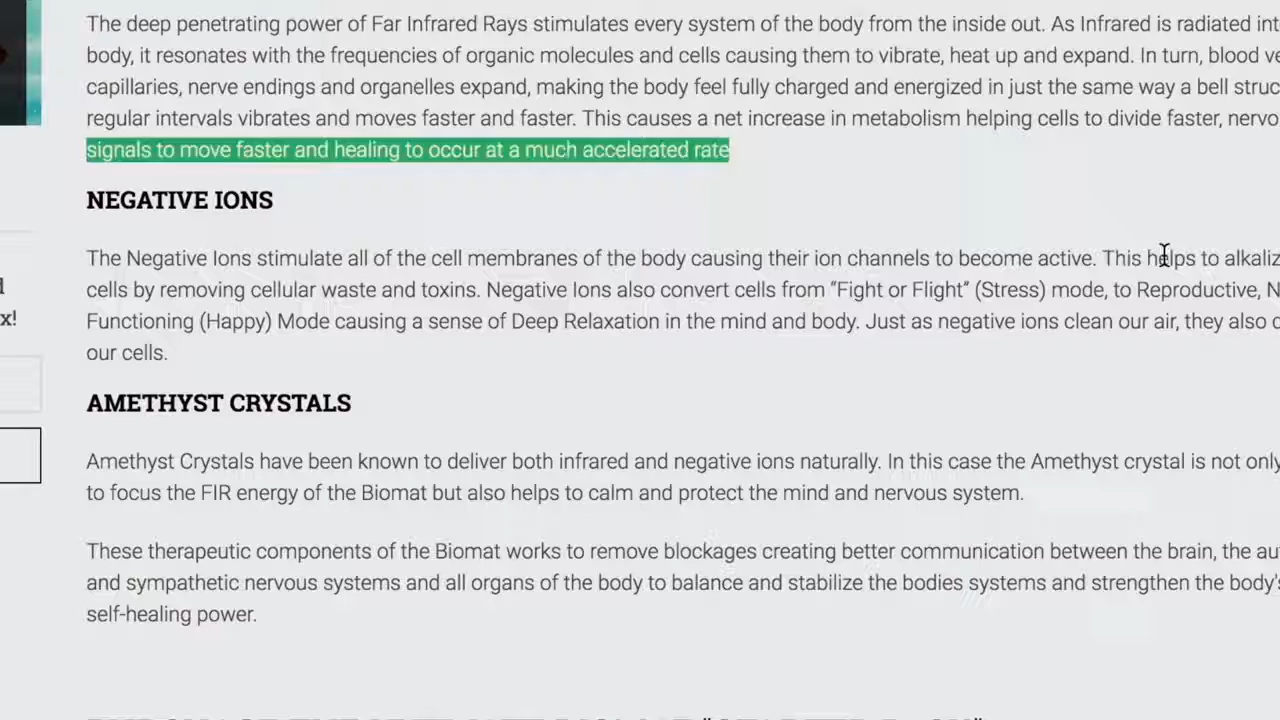 The deep penetrating power of Far Infrared Rays stimulates every system of the body from the inside out. As Infrared is radiated
body, it resonates with the frequencies of organic molecules and cells causing them to vibrate, heat up and expand. In turn, blood
capillaries, nerve endings and organelles expand, making the body feel fully charged and energized in just the same way a bell
regular intervals vibrates and moves faster and faster. This causes a net increase in metabolism helping cells to divide faster,
signals to move faster and healing to occur at a much accelerated rate
NEGATIVE IONS
The Negative Ions stimulate all of the cell membranes of the body causing their ion channels to become active. This helps to
cells by removing cellular waste and toxins. Negative Ions also convert cells from “Fight or Flight” (Stress) mode, to Reproductive,
x!
Functioning (Happy) Mode causing a sense of Deep Relaxation in the mind and body. Just as negative ions clean our air, they also
our cells.
AMETHYST CRYSTALS
Amethyst Crystals have been known to deliver both infrared and negative ions naturally. In this case the Amethyst crystal is not only
to focus the FIR energy of the Biomat but also helps to calm and protect the mind and nervous system.
These therapeutic components of the Biomat works to remove blockages creating better communication between the brain, the
and sympathetic nervous systems and all organs of the body to balance and stabilize the bodies systems and strengthen the body's
self-healing power.